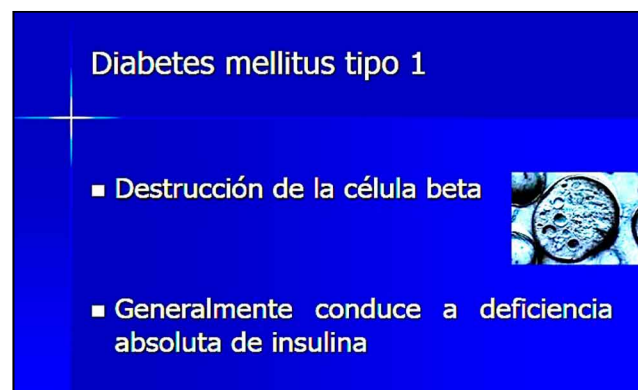 Diabetes mellitus tipo 1
Destrucción de la célula beta
Generalmente conduce a deficiencia
absoluta de insulina